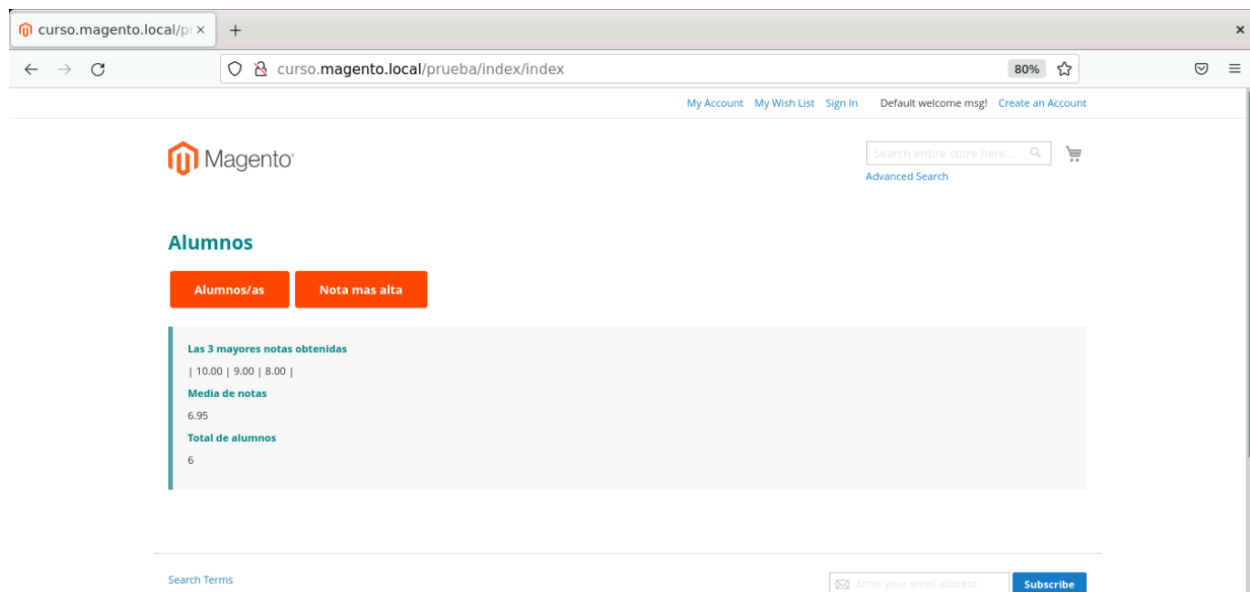 curso.magento.local/pr
curso.magento.local/prueba/index/index 80%
My Account My Wish List Sign In Default welcome msg! Create an Account
Magento
Search entire store here...
Advanced Search
Alumnos
Alumnos/as Nota mas alta
Las 3 mayores notas obtenidas
| 10.00 | 9.00 | 8.00 |
Media de notas
6.95
Total de alumnos
6
Search Terms Enter your email address Subscribe